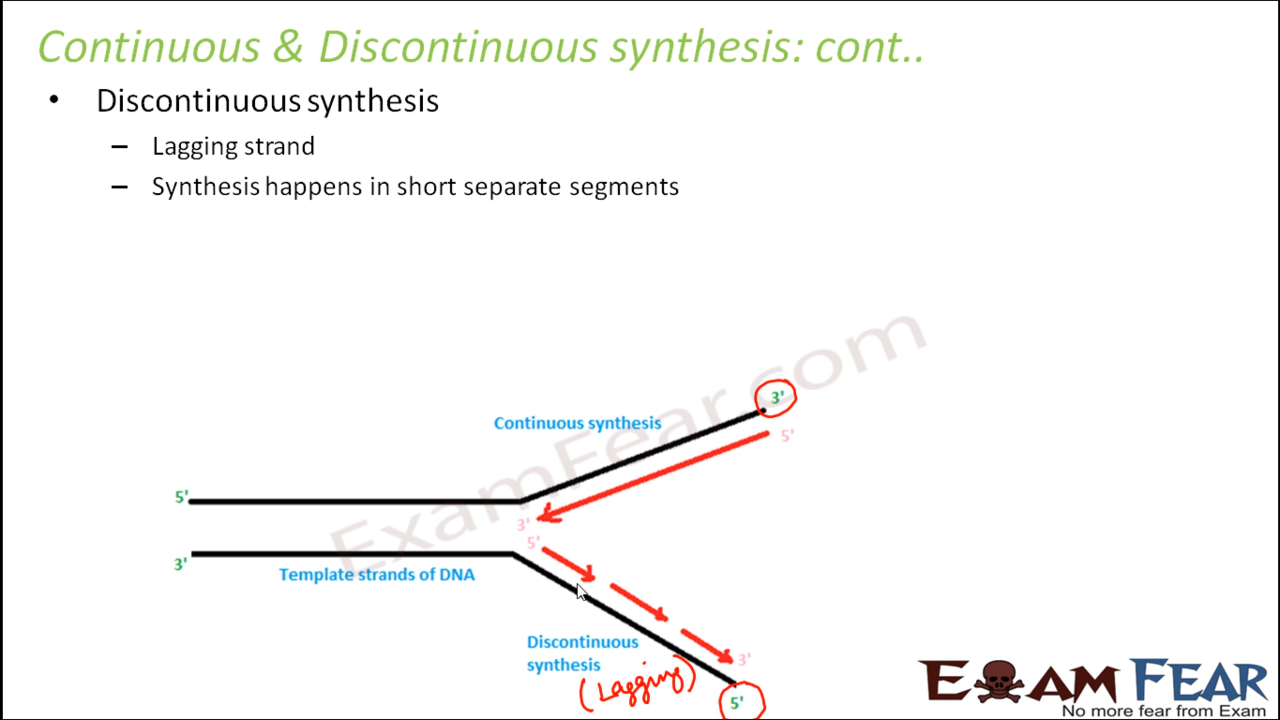 Continuous & Discontinuous synthesis: cont..
• Discontinuous synthesis
– Lagging strand
– Synthesis happens in short separate segments
ExamFear.com
3'
Continuous synthesis
5'
5'
3'
5'
3'
Template strands of DNA
Discontinuous
synthesis
3'
(Lagging)
5'
EXAM FEAR
No more fear from Exam